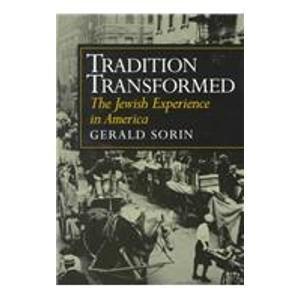 TRADITION
TRANSFORMED
The Jewish Experience
in America
GERALD SORIN